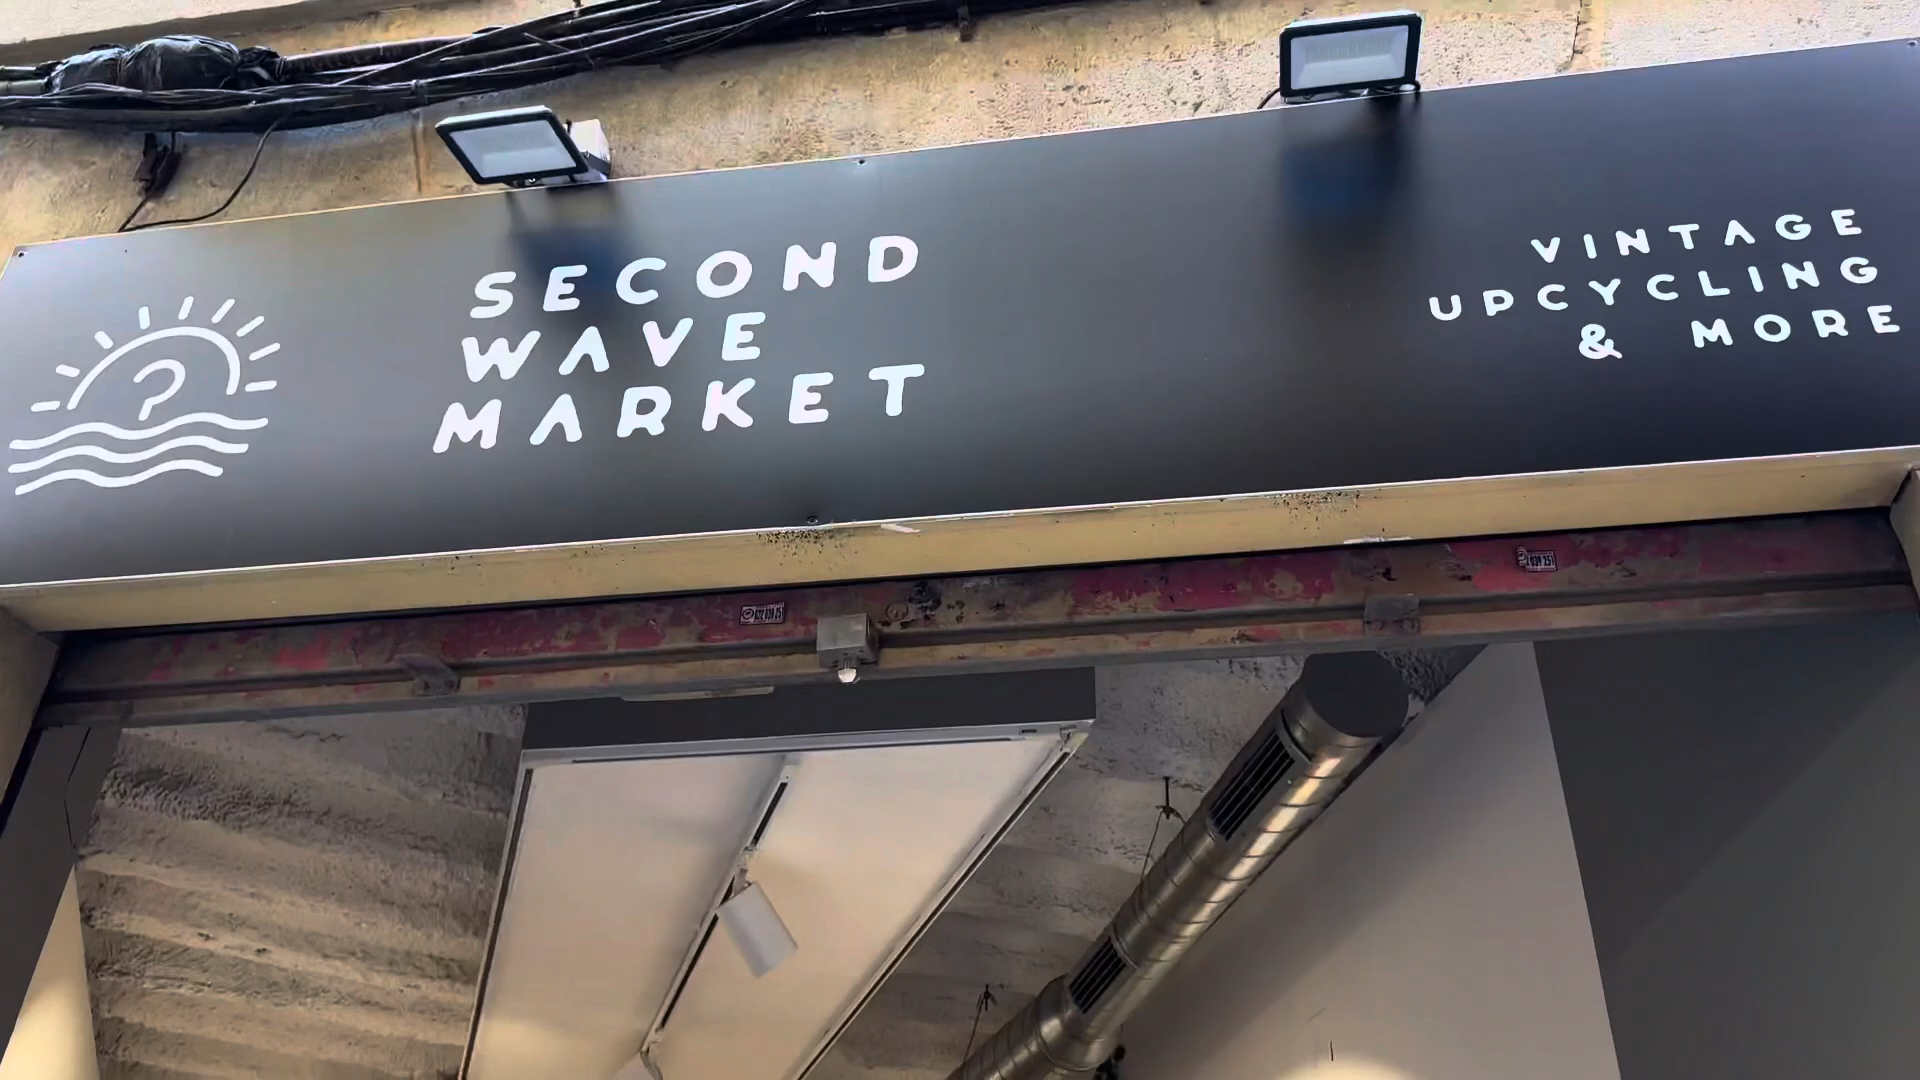 SECOND
WAVE
MARKET
VINTAGE
UPCYCLING
& MORE
?